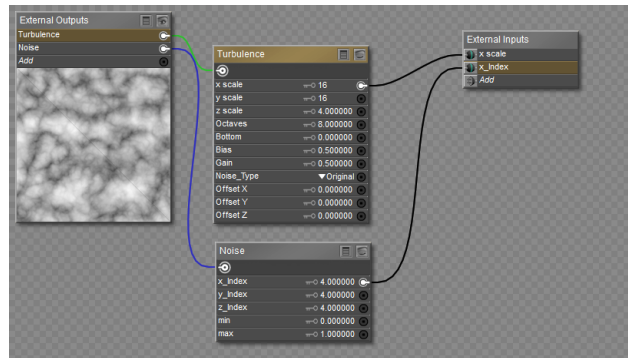 External Outputs
Turbulence
Noise
Add
Turbulence
x scale 16
y scale 16
z scale 4.000000
Octaves 8.000000
Bottom 0.000000
Bias 0.500000
Gain 0.500000
Noise_Type Original
Offset X 0.000000
Offset Y 0.000000
Offset Z 0.000000
Noise
x_Index 4.000000
y_Index 4.000000
z_Index 4.000000
min 0.000000
max 1.000000
External Inputs
x scale
x_Index
Add